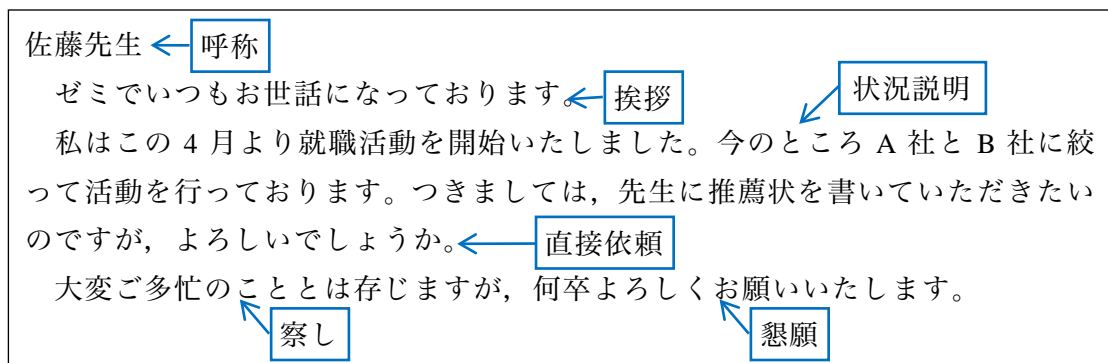 佐藤先生 呼称
ゼミでいつもお世話になっております。 挨拶 状況説明
私はこの 4 月より就職活動を開始いたしました。今のところ A 社と B 社に絞
って活動を行っております。つきましては，先生に推薦状を書いていただきたい
のですが，よろしいでしょうか。 直接依頼
大変ご多忙のこととは存じますが，何卒よろしくお願いいたします。
察し 懇願